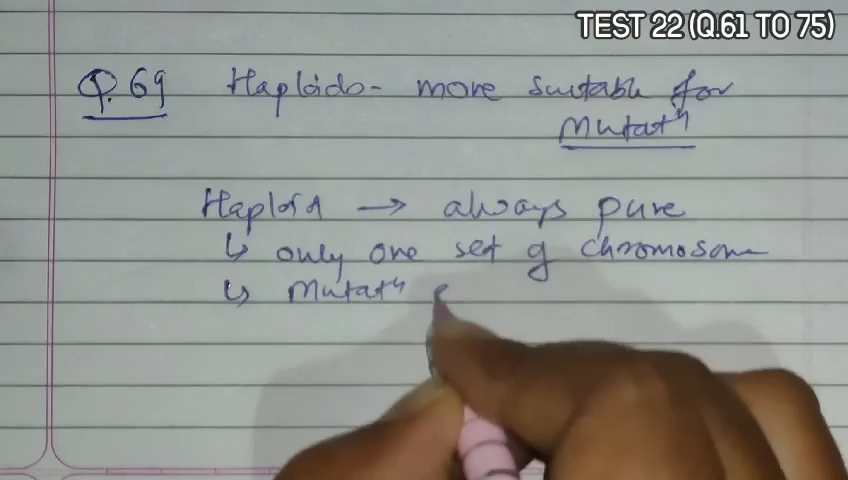 TEST 22 (Q.61 TO 75)
Q.69 Haploids - more suitable for
Mutatn
Haploid → always pure
↳ only one set of chromosome
↳ Mutatn